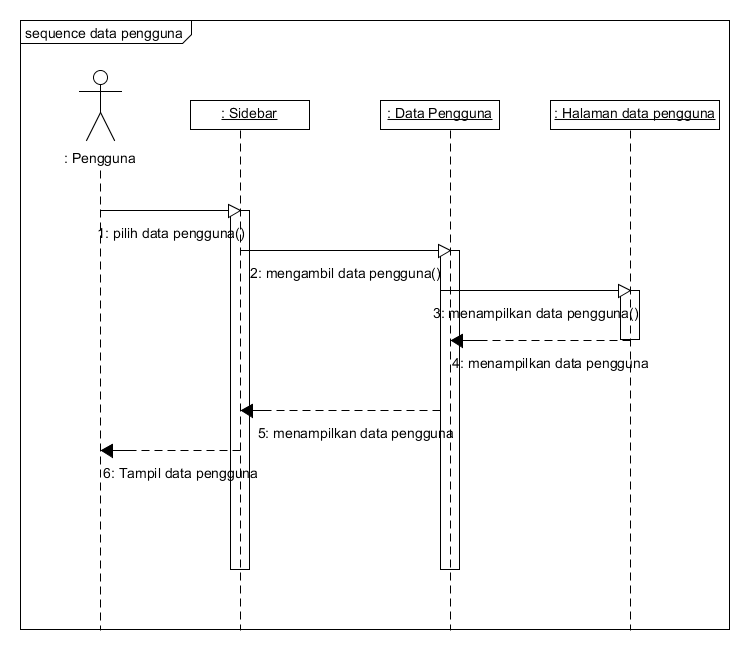 sequence data pengguna
: Sidebar
: Data Pengguna
: Halaman data pengguna
: Pengguna
1: pilih data pengguna()
2: mengambil data pengguna()
3: menampilkan data pengguna()
4: menampilkan data pengguna
5: menampilkan data pengguna
6: Tampil data pengguna